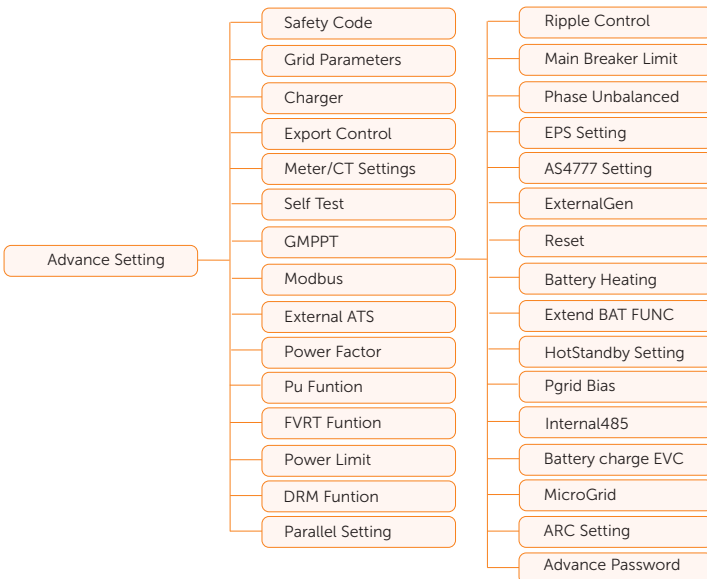 Advance Setting
Safety Code
Grid Parameters
Charger
Export Control
Meter/CT Settings
Self Test
GMPPT
Modbus
External ATS
Power Factor
Pu Funtion
FVRT Funtion
Power Limit
DRM Funtion
Parallel Setting
Ripple Control
Main Breaker Limit
Phase Unbalanced
EPS Setting
AS4777 Setting
ExternalGen
Reset
Battery Heating
Extend BAT FUNC
HotStandby Setting
Pgrid Bias
Internal485
Battery charge EVC
MicroGrid
ARC Setting
Advance Password